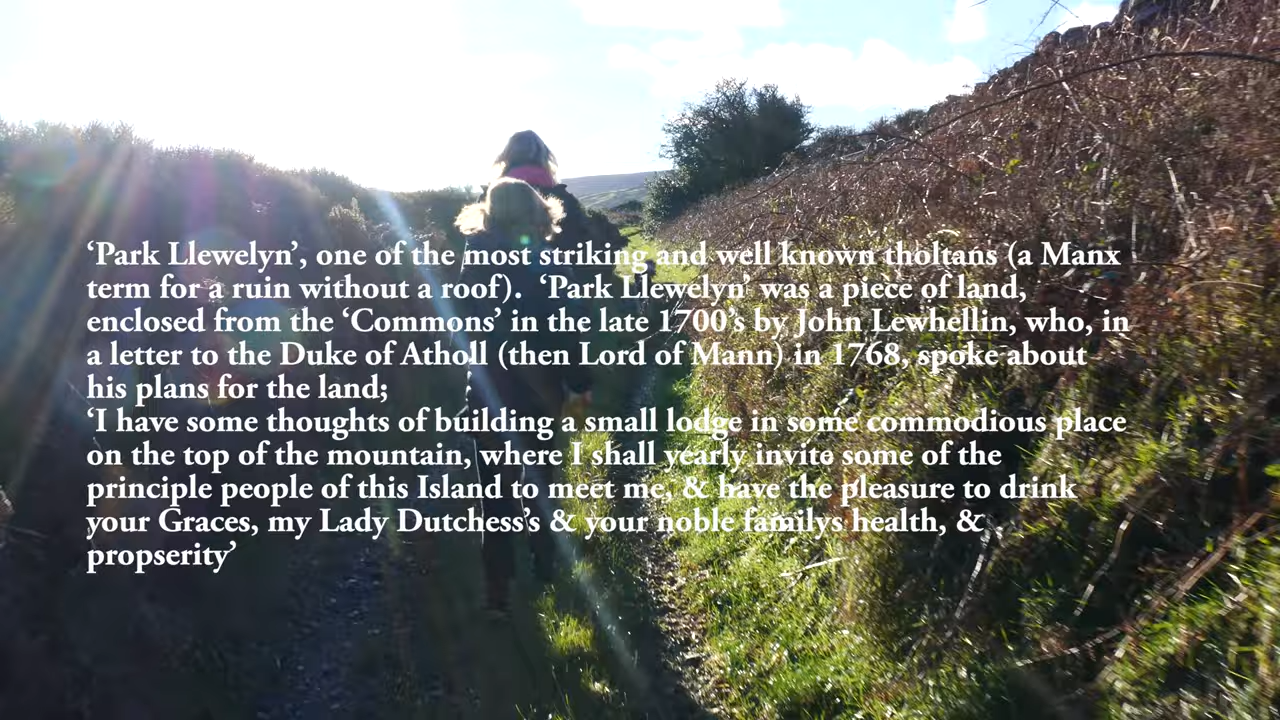 ‘Park Llewelyn’, one of the most striking and well known tholtans (a Manx
term for a ruin without a roof).  ‘Park Llewelyn’ was a piece of land,
enclosed from the ‘Commons’ in the late 1700’s by John Lewhellin, who, in
a letter to the Duke of Atholl (then Lord of Mann) in 1768, spoke about
his plans for the land;
‘I have some thoughts of building a small lodge in some commodious place
on the top of the mountain, where I shall yearly invite some of the
principle people of this Island to meet me, & have the pleasure to drink
your Graces, my Lady Dutchess’s & your noble familys health, &
propserity’